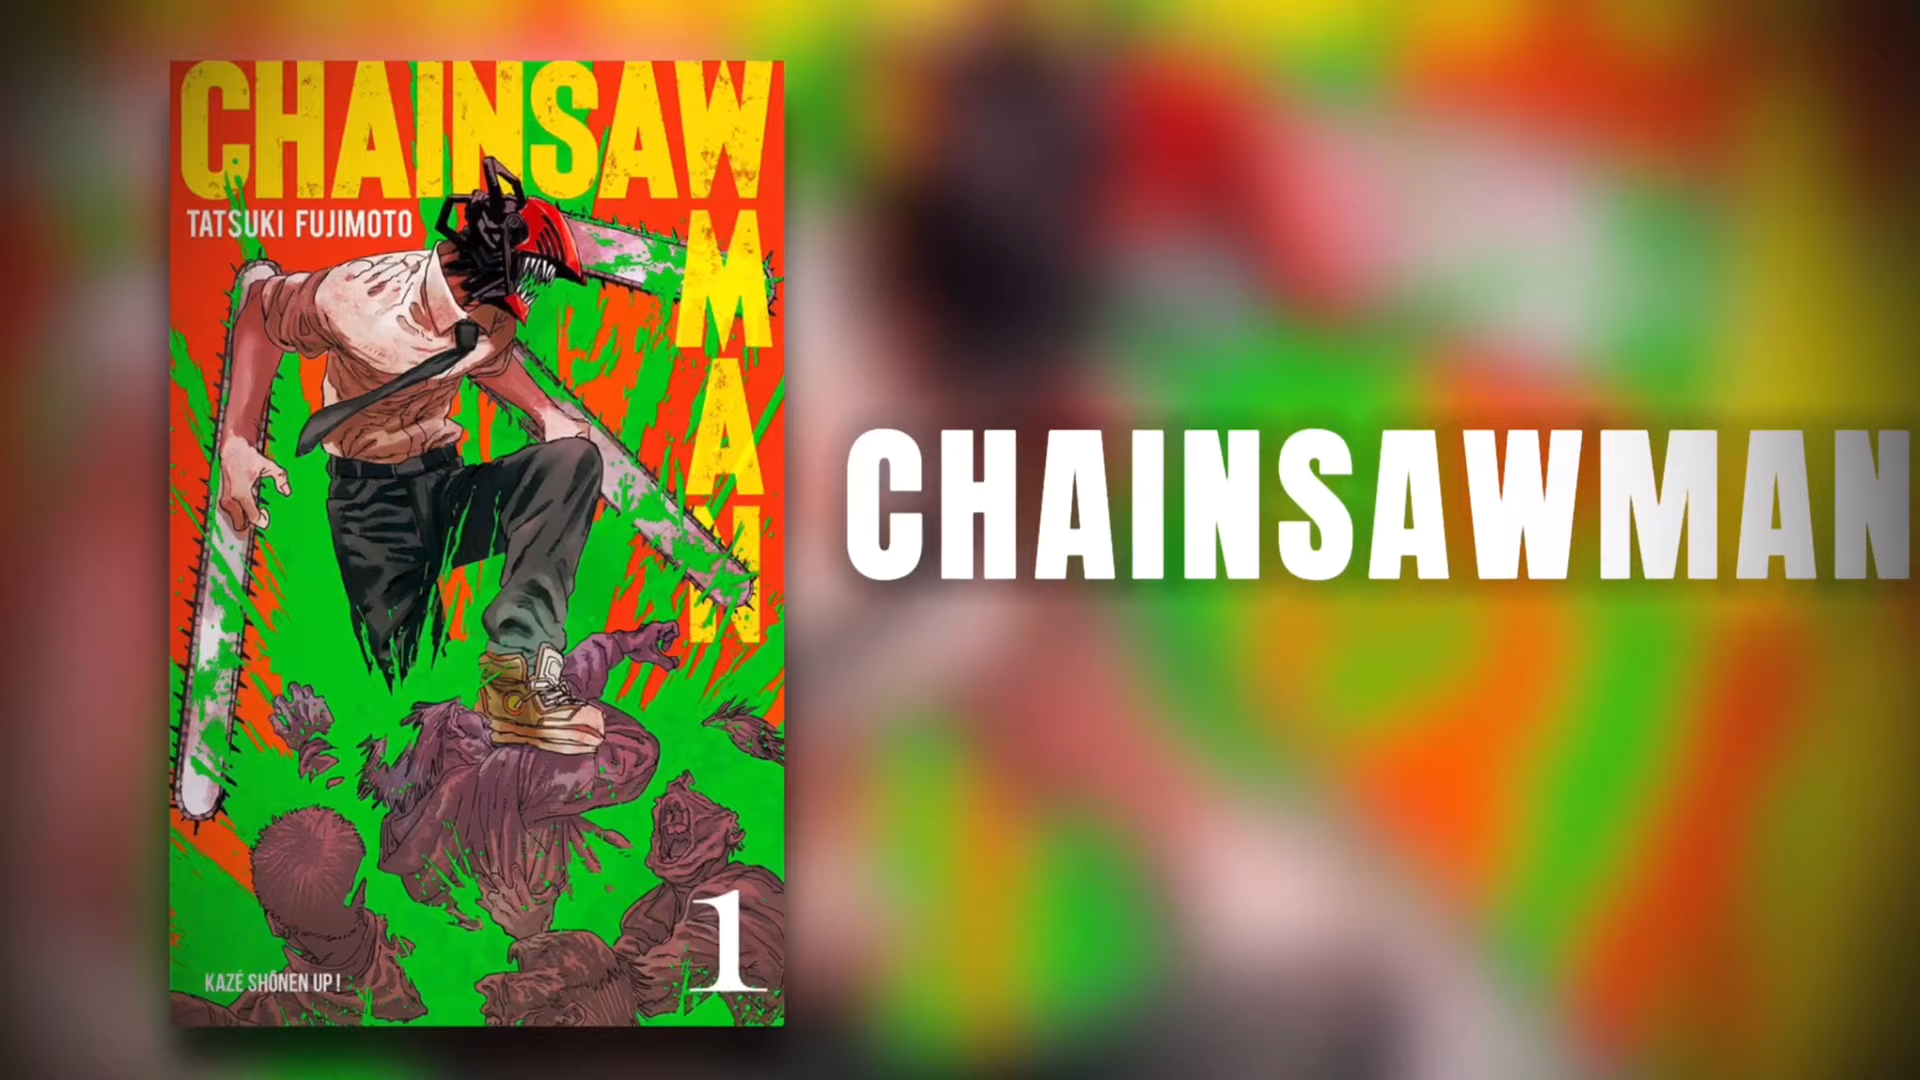 CHAINSAW
MAN
TATSUKI FUJIMOTO
CHAINSAWMAN
1
KAZÉ SHÔNEN UP !